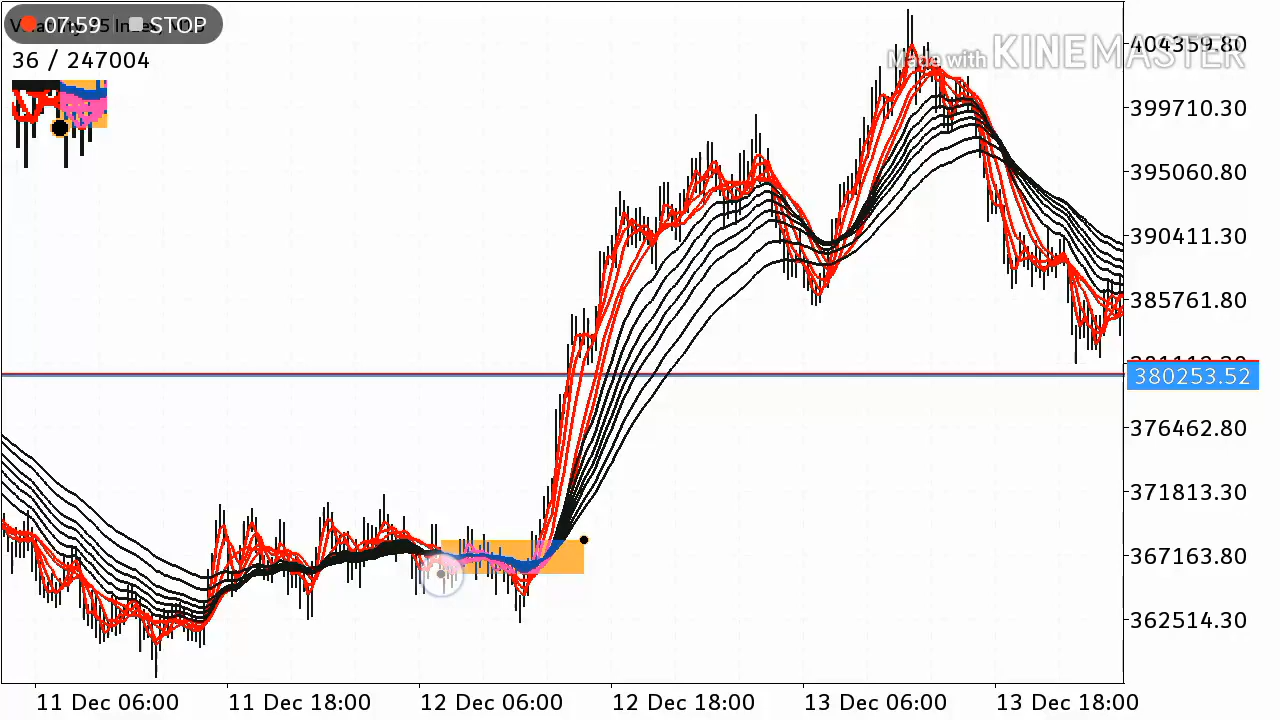 07:59 STOP
36 / 247004
Made with KINEMASTER
404359.80
399710.30
395060.80
390411.30
385761.80
380253.52
376462.80
371813.30
367163.80
362514.30
11 Dec 06:00 11 Dec 18:00 12 Dec 06:00 12 Dec 18:00 13 Dec 06:00 13 Dec 18:00